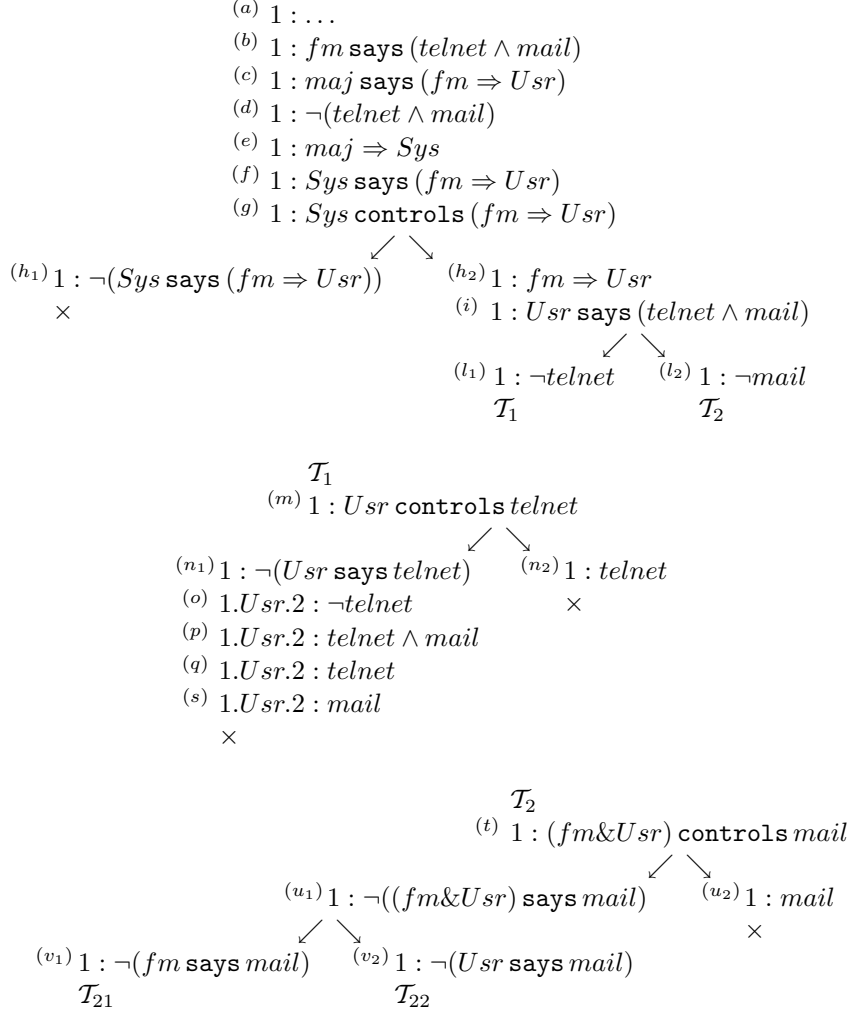 (a) 1 : . . .
(b) 1 : fm says (telnet ∧ mail)
(c) 1 : maj says (fm ⇒ Usr)
(d) 1 : ¬(telnet ∧ mail)
(e) 1 : maj ⇒ Sys
(f) 1 : Sys says (fm ⇒ Usr)
(g) 1 : Sys controls (fm ⇒ Usr)
(h₁) 1 : ¬(Sys says (fm ⇒ Usr)) (h₂) 1 : fm ⇒ Usr
× (i) 1 : Usr says (telnet ∧ mail)
(l₁) 1 : ¬telnet (l₂) 1 : ¬mail
𝒯₁ 𝒯₂
𝒯₁
(m) 1 : Usr controls telnet
(n₁) 1 : ¬(Usr says telnet) (n₂) 1 : telnet
(o) 1.Usr.2 : ¬telnet ×
(p) 1.Usr.2 : telnet ∧ mail
(q) 1.Usr.2 : telnet
(s) 1.Usr.2 : mail
×
𝒯₂
(t) 1 : (fm&Usr) controls mail
(u₁) 1 : ¬((fm&Usr) says mail) (u₂) 1 : mail
×
(v₁) 1 : ¬(fm says mail) (v₂) 1 : ¬(Usr says mail)
𝒯₂₁ 𝒯₂₂